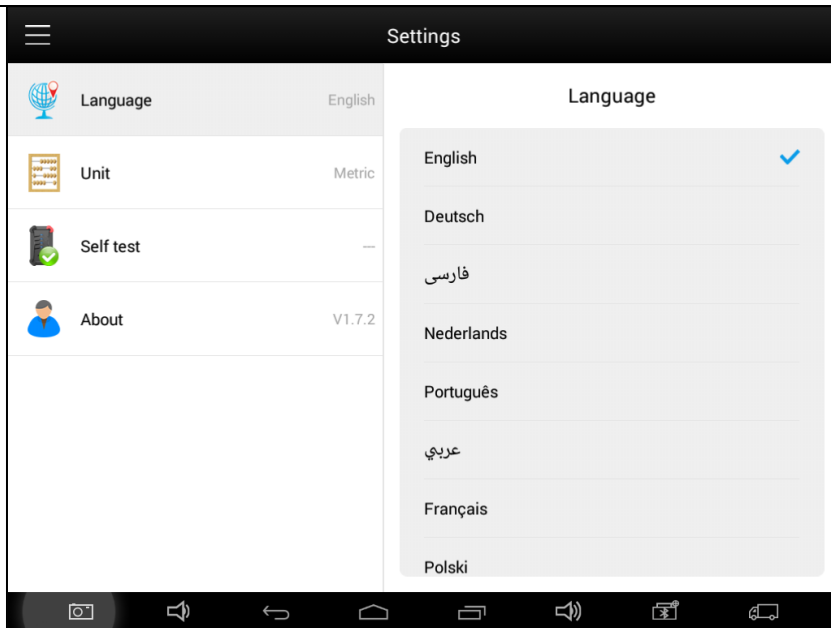 Settings
Language English
Unit Metric
Self test —
About V1.7.2
Language
English
Deutsch
فارسی
Nederlands
Português
عربي
Français
Polski